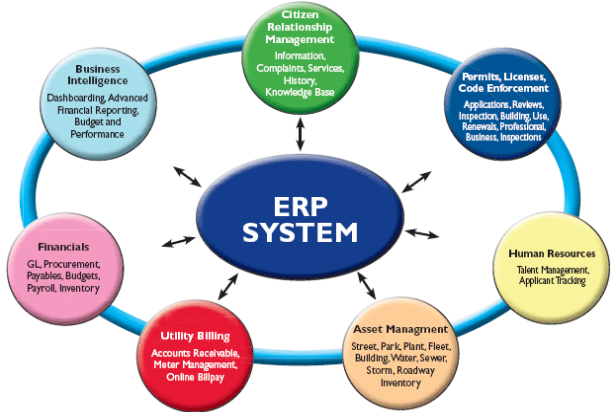 Citizen
Relationship
Management
Information,
Complaints, Services,
History,
Knowledge Base
Business
Intelligence
Dashboarding, Advanced
Financial Reporting,
Budget and
Performance
Permits, Licenses,
Code Enforcement
Applications, Reviews,
Inspection, Building, Use,
Renewals, Professional,
Business, Inspections
ERP
SYSTEM
Financials
GL, Procurement,
Payables, Budgets,
Payroll, Inventory
Human Resources
Talent Management,
Applicant Tracking
Utility Billing
Accounts Receivable,
Meter Management,
Online Billpay
Asset Managment
Street, Park, Plant, Fleet,
Building, Water, Sewer,
Storm, Roadway
Inventory